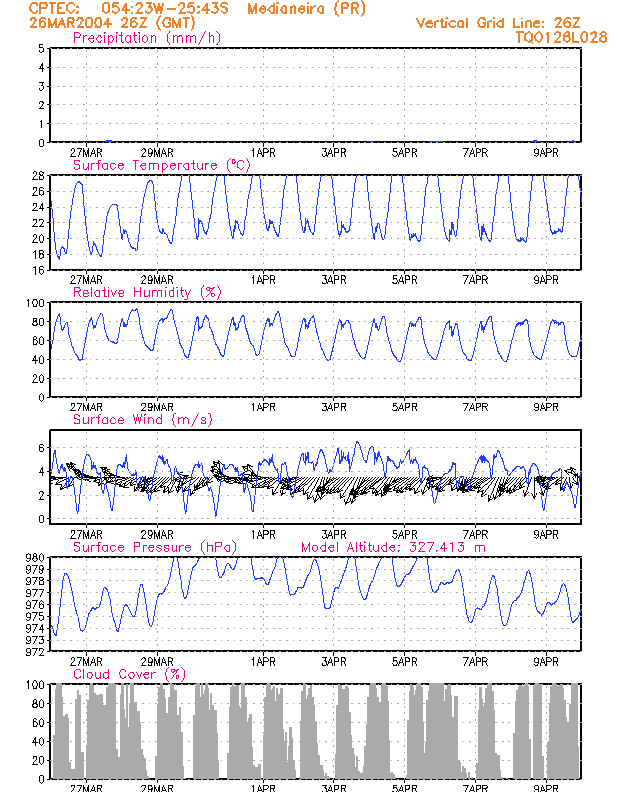 CPTEC: 054:23W-25:43S Medianeira (PR)
26MAR2004 26Z (GMT) Vertical Grid Line: 26Z
Precipitation (mm/h) TQ0126L028
5
4
3
2
1
0
27MAR 29MAR 1APR 3APR 5APR 7APR 9APR
Surface Temperature (ºC)
28
26
24
22
20
18
16
27MAR 29MAR 1APR 3APR 5APR 7APR 9APR
Relative Humidity (%)
100
80
60
40
20
0
27MAR 29MAR 1APR 3APR 5APR 7APR 9APR
Surface Wind (m/s)
6
4
2
0
27MAR 29MAR 1APR 3APR 5APR 7APR 9APR
Surface Pressure (hPa) Model Altitude: 327.413 m
980
979
978
977
976
975
974
973
972
27MAR 29MAR 1APR 3APR 5APR 7APR 9APR
Cloud Cover (%)
100
80
60
40
20
0
27MAR 29MAR 1APR 3APR 5APR 7APR 9APR